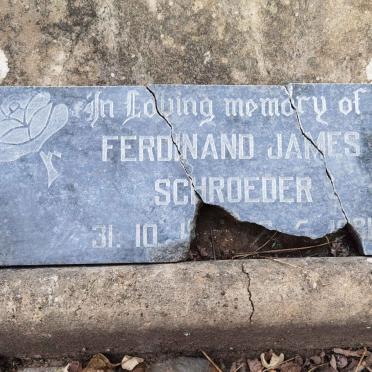 In Loving memory of
FERDINAND JAMES
SCHROEDER
31. 10.